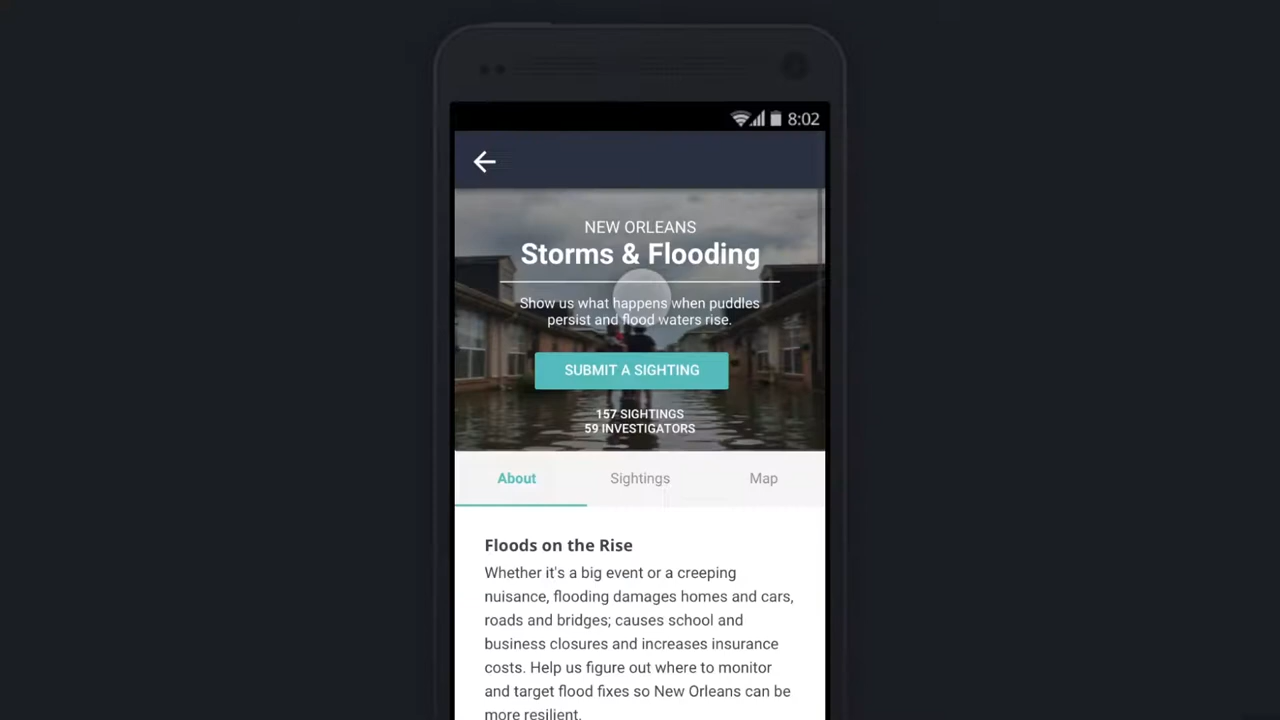 8:02
NEW ORLEANS
Storms & Flooding
Show us what happens when puddles
persist and flood waters rise.
SUBMIT A SIGHTING
157 SIGHTINGS
59 INVESTIGATORS
About Sightings Map
Floods on the Rise
Whether it's a big event or a creeping
nuisance, flooding damages homes and cars,
roads and bridges; causes school and
business closures and increases insurance
costs. Help us figure out where to monitor
and target flood fixes so New Orleans can be
more resilient.